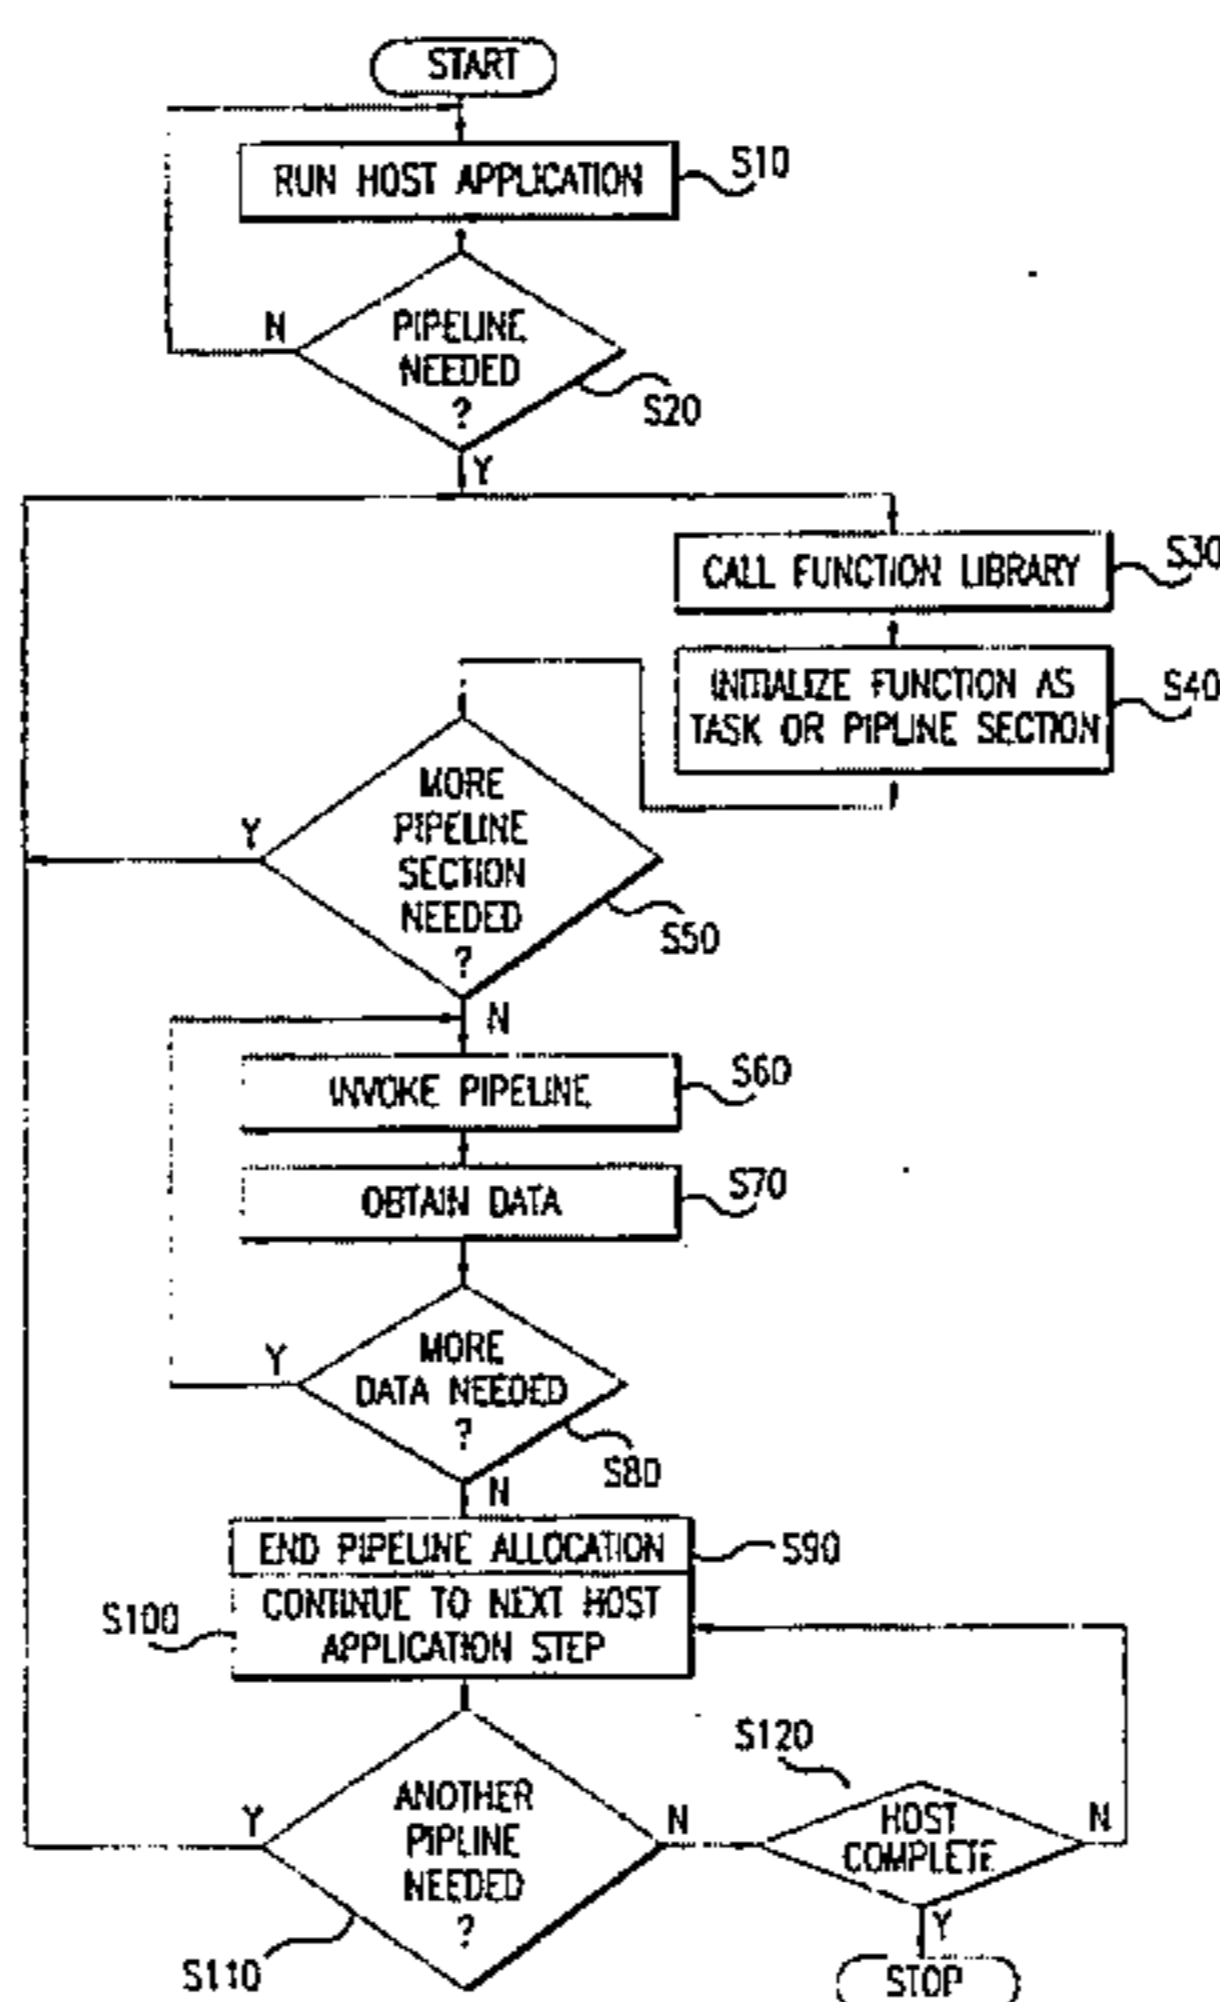 START
RUN HOST APPLICATION
S10
N
PIPELINE
NEEDED
?
S20
Y
CALL FUNCTION LIBRARY
S30
INITIALIZE FUNCTION AS
TASK OR PIPLINE SECTION
S40
Y
MORE
PIPELINE
SECTION
NEEDED
?
S50
N
INVOKE PIPELINE
S60
OBTAIN DATA
S70
Y
MORE
DATA NEEDED
?
S80
N
END PIPELINE ALLOCATION
S90
S100
CONTINUE TO NEXT HOST
APPLICATION STEP
Y
ANOTHER
PIPLINE
NEEDED
?
S110
N
S120
HOST
COMPLETE
N
Y
STOP